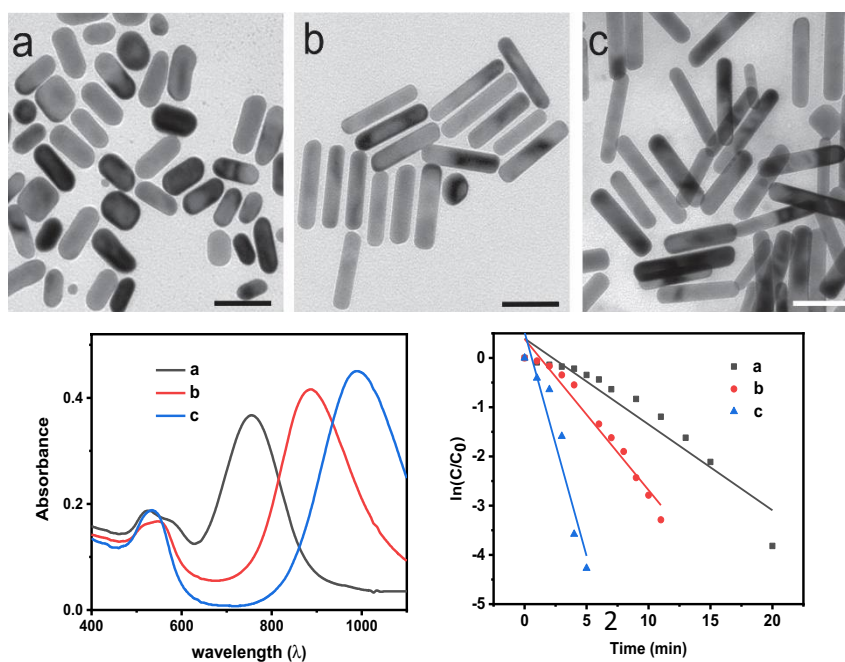 a
b
c
Absorbance
0.4
0.2
0.0
400
600
800
1000
wavelength (λ)
a
b
c
ln(C/C0)
0
-1
-2
-3
-4
-5
0
5
10
15
20
2
Time (min)
a
b
c